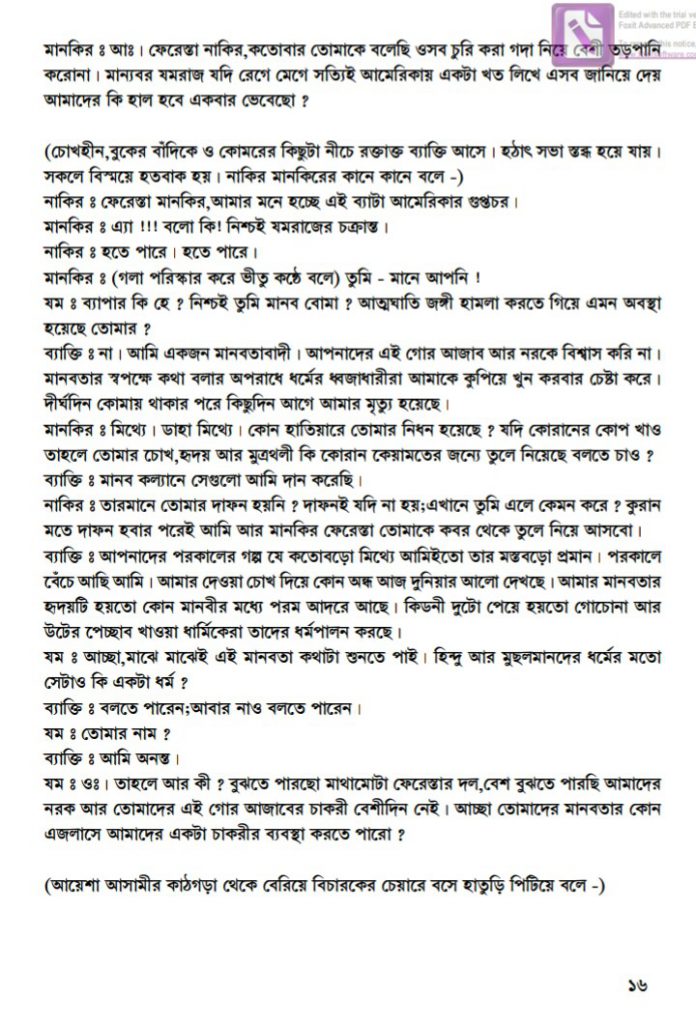 Edited with the trial ve
Foxit Advanced PDF E
this notice,
মানকির ঃ আঃ। ফেরেস্তা নাকির,কতোবার তোমাকে বলেছি ওসব চুরি করা গদা নিয়ে বেশী তড়পানি
করোনা। মান্যবর যমরাজ যদি রেগে মেগে সত্যিই আমেরিকায় একটা খত লিখে এসব জানিয়ে দেয়
আমাদের কি হাল হবে একবার ভেবেছো ?
(চোখহীন,বুকের বাঁদিকে ও কোমরের কিছুটা নীচে রক্তাক্ত ব্যাক্তি আসে। হঠাৎ সভা স্তব্ধ হয়ে যায়।
সকলে বিস্ময়ে হতবাক হয়। নাকির মানকিরের কানে কানে বলে -)
নাকির ঃ ফেরেস্তা মানকির,আমার মনে হচ্ছে এই ব্যাটা আমেরিকার গুপ্তচর।
মানকির ঃ এ্যা !!! বলো কি! নিশ্চই যমরাজের চক্রান্ত।
নাকির ঃ হতে পারে। হতে পারে।
মানকির ঃ (গলা পরিস্কার করে ভীতু কন্ঠে বলে) তুমি - মানে আপনি !
যম ঃ ব্যাপার কি হে ? নিশ্চই তুমি মানব বোমা ? আত্মঘাতি জঙ্গী হামলা করতে গিয়ে এমন অবস্থা
হয়েছে তোমার ?
ব্যাক্তি ঃ না। আমি একজন মানবতাবাদী। আপনাদের এই গোর আজাব আর নরকে বিশ্বাস করি না।
মানবতার স্বপক্ষে কথা বলার অপরাধে ধর্মের ধ্বজাধারীরা আমাকে কুপিয়ে খুন করবার চেষ্টা করে।
দীর্ঘদিন কোমায় থাকার পরে কিছুদিন আগে আমার মৃত্যু হয়েছে।
মানকির ঃ মিথ্যে। ডাহা মিথ্যে। কোন হাতিয়ারে তোমার নিধন হয়েছে ? যদি কোরানের কোপ খাও
তাহলে তোমার চোখ,হৃদয় আর মুত্রথলী কি কোরান কেয়ামতের জন্যে তুলে নিয়েছে বলতে চাও ?
ব্যাক্তি ঃ মানব কল্যানে সেগুলো আমি দান করেছি।
নাকির ঃ তারমানে তোমার দাফন হয়নি ? দাফনই যদি না হয়;এখানে তুমি এলে কেমন করে ? কুরান
মতে দাফন হবার পরেই আমি আর মানকির ফেরেস্তা তোমাকে কবর থেকে তুলে নিয়ে আসবো।
ব্যাক্তি ঃ আপনাদের পরকালের গল্প যে কতোবড়ো মিথ্যে আমিইতো তার মস্তবড়ো প্রমান। পরকালে
বেঁচে আছি আমি। আমার দেওয়া চোখ দিয়ে কোন অন্ধ আজ দুনিয়ার আলো দেখছে। আমার মানবতার
হৃদয়টি হয়তো কোন মানবীর মধ্যে পরম আদরে আছে। কিডনী দুটো পেয়ে হয়তো গোচোনা আর
উটের পেচ্ছাব খাওয়া ধার্মিকেরা তাদের ধর্মপালন করছে।
যম ঃ আচ্ছা,মাঝে মাঝেই এই মানবতা কথাটা শুনতে পাই। হিন্দু আর মুছলমানদের ধর্মের মতো
সেটাও কি একটা ধর্ম ?
ব্যাক্তি ঃ বলতে পারেন;আবার নাও বলতে পারেন।
যম ঃ তোমার নাম ?
ব্যাক্তি ঃ আমি অনন্ত।
যম ঃ ওঃ। তাহলে আর কী ? বুঝতে পারছো মাথামোটা ফেরেস্তার দল,বেশ বুঝতে পারছি আমাদের
নরক আর তোমাদের এই গোর আজাবের চাকরী বেশীদিন নেই। আচ্ছা তোমাদের মানবতার কোন
এজলাসে আমাদের একটা চাকরীর ব্যবস্থা করতে পারো ?
(আয়েশা আসামীর কাঠগড়া থেকে বেরিয়ে বিচারকের চেয়ারে বসে হাতুড়ি পিটিয়ে বলে -)
১৬